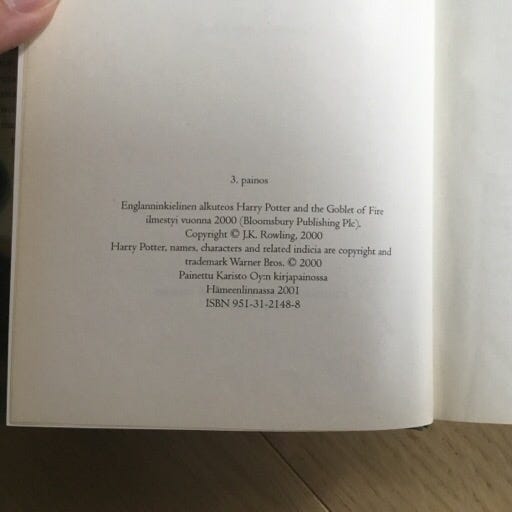 3. painos
Englanninkielinen alkuteos Harry Potter and the Goblet of Fire
ilmestyi vuonna 2000 (Bloomsbury Publishing Plc).
Copyright © J.K. Rowling, 2000
Harry Potter, names, characters and related indicia are copyright and
trademark Warner Bros. © 2000
Painettu Karisto Oy:n kirjapainossa
Hämeenlinnassa 2001
ISBN 951-31-2148-8